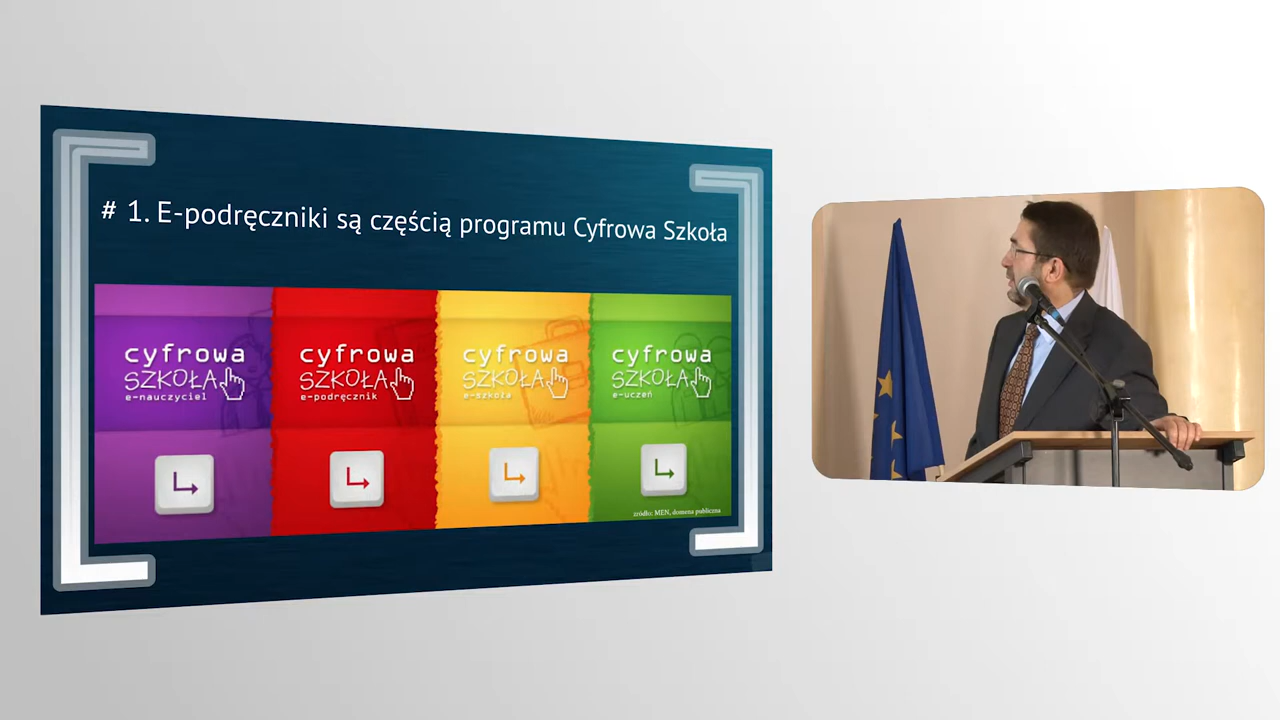 # 1. E-podręczniki są częścią programu Cyfrowa Szkoła
cyfrowa
SZKOŁA
e-nauczyciel
cyfrowa
SZKOŁA
e-podręcznik
cyfrowa
SZKOŁA
e-szkoła
cyfrowa
SZKOŁA
e-uczeń
źródło: MEN, domena publiczna